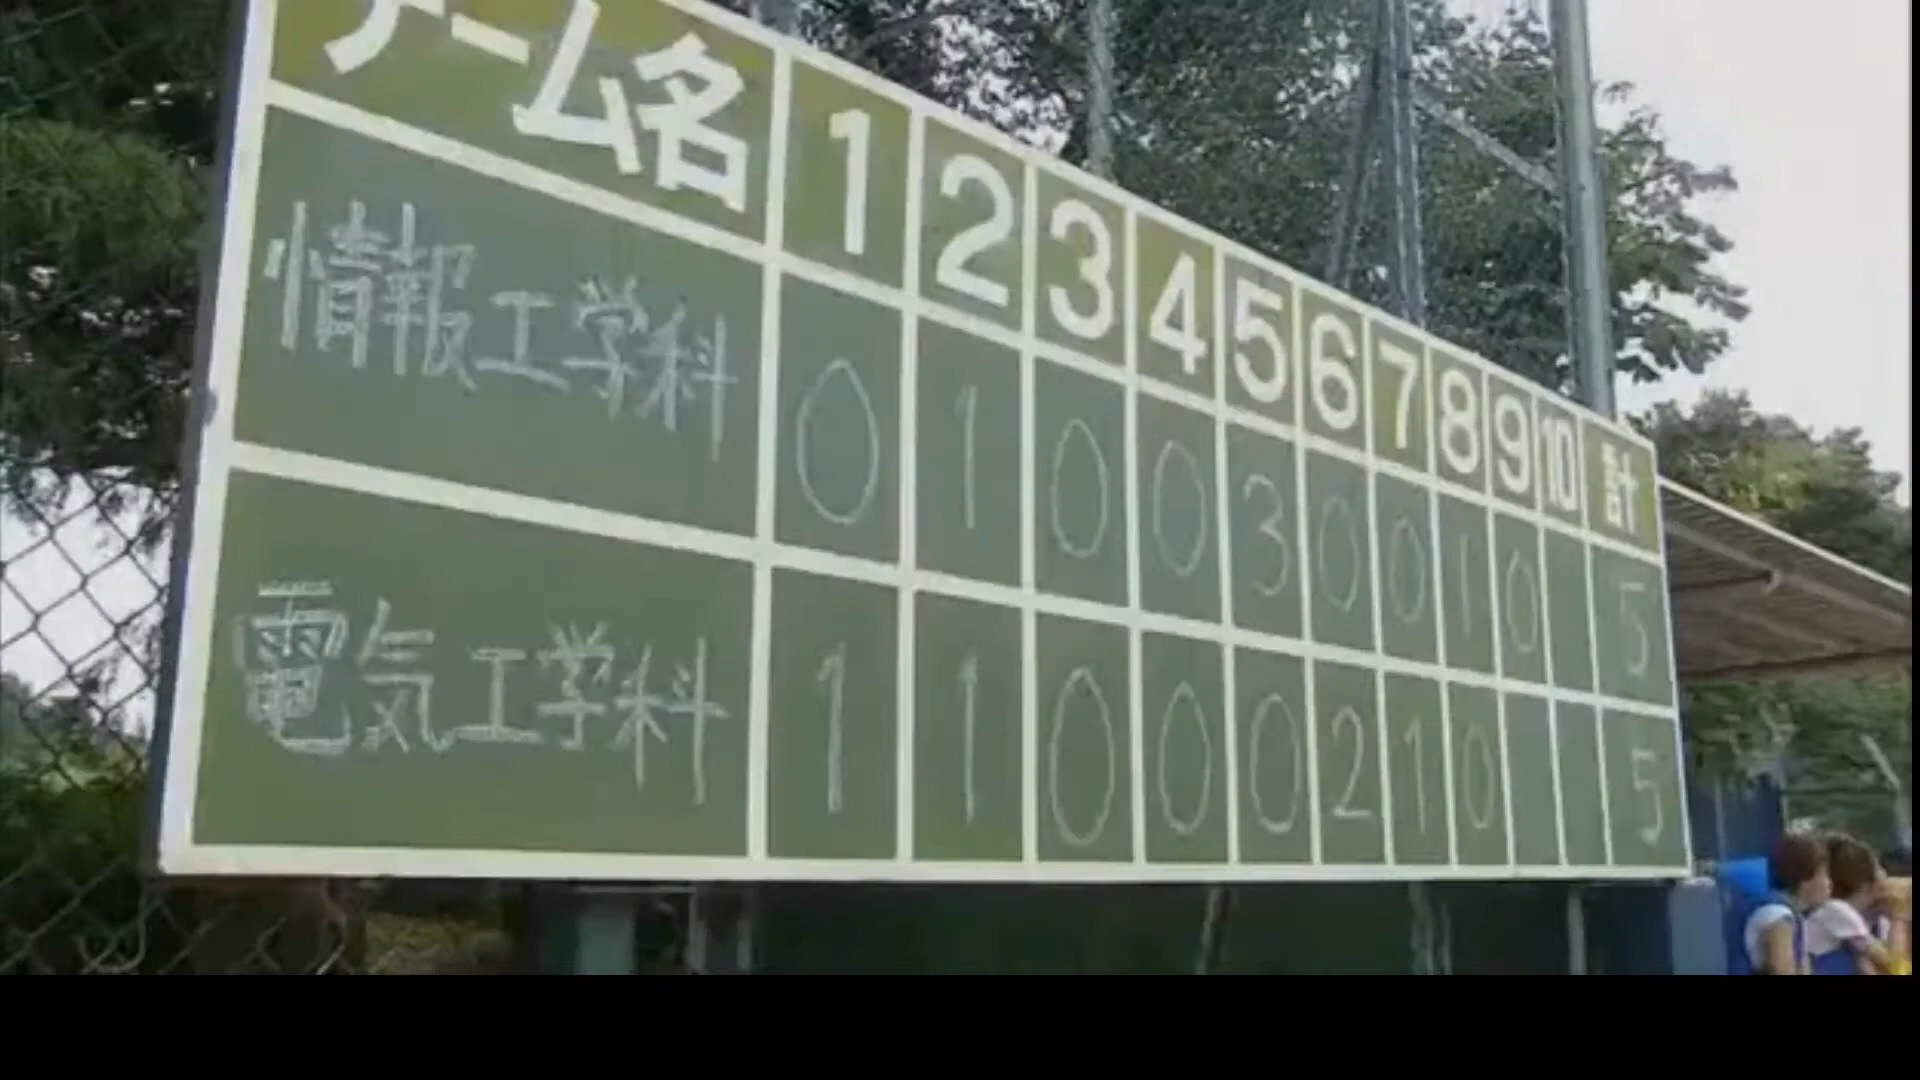 チーム名 1 2 3 4 5 6 7 8 9 10 計
情報工学科 0 1 0 0 3 0 0 1 0 5
電気工学科 1 1 0 0 0 2 1 0 5